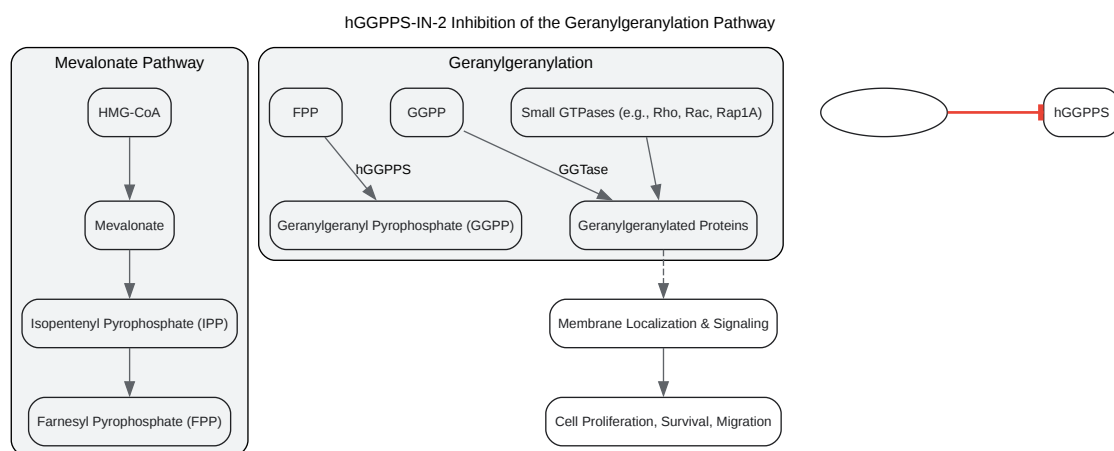 hGGPPS-IN-2 Inhibition of the Geranylgeranylation Pathway
Mevalonate Pathway
HMG-CoA
Mevalonate
Isopentenyl Pyrophosphate (IPP)
Farnesyl Pyrophosphate (FPP)
Geranylgeranylation
FPP
GGPP
Small GTPases (e.g., Rho, Rac, Rap1A)
hGGPPS
GGTase
Geranylgeranyl Pyrophosphate (GGPP)
Geranylgeranylated Proteins
Membrane Localization & Signaling
Cell Proliferation, Survival, Migration
hGGPPS